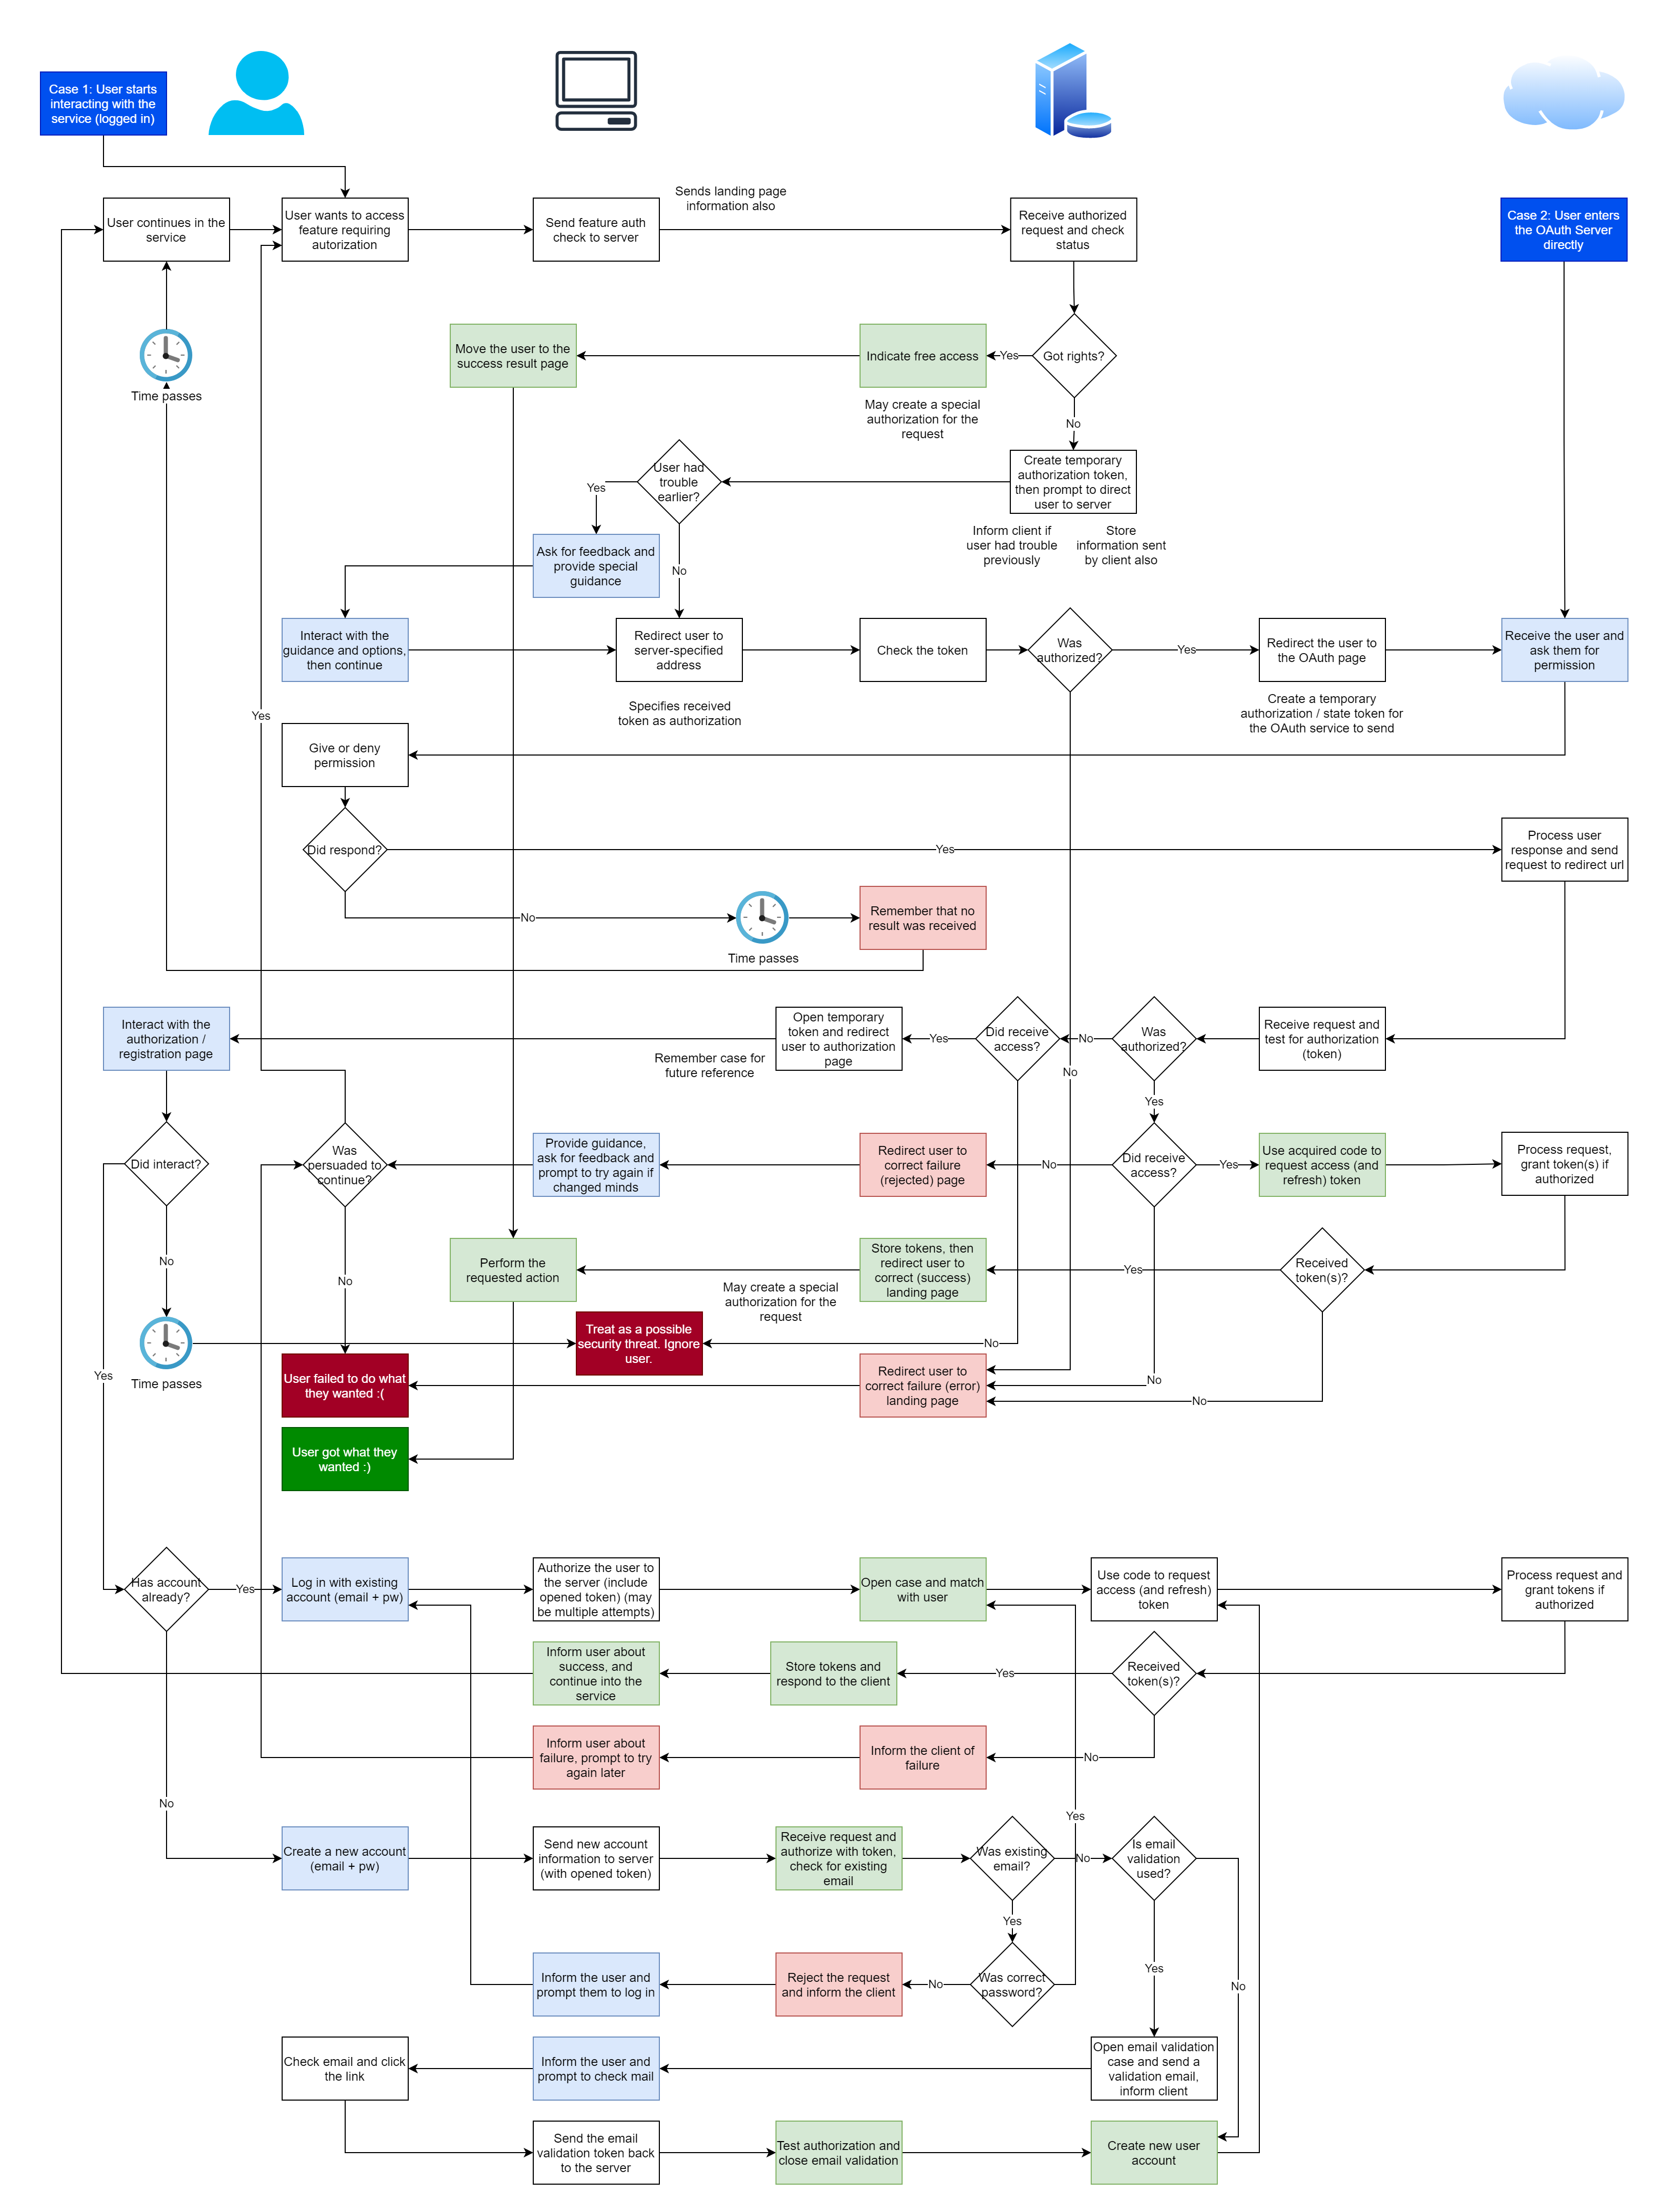 Case 1: User starts
interacting with the
service (logged in)
Sends landing page
information also
User continues in the
service
User wants to access
feature requiring
autorization
Send feature auth
check to server
Receive authorized
request and check
status
Case 2: User enters
the OAuth Server
directly
Time passes
Move the user to the
success result page
Indicate free access
Yes
Got rights?
May create a special
authorization for the
request
No
User had
trouble
earlier?
Yes
Create temporary
authorization token,
then prompt to direct
user to server
Inform client if
user had trouble
previously
Store
information sent
by client also
Ask for feedback and
provide special
guidance
No
Interact with the
guidance and options,
then continue
Redirect user to
server-specified
address
Check the token
Was
authorized?
Yes
Redirect the user to
the OAuth page
Receive the user and
ask them for
permission
Specifies received
token as authorization
Create a temporary
authorization / state token for
the OAuth service to send
Yes
Give or deny
permission
Did respond?
Yes
Process user
response and send
request to redirect url
No
Time passes
Remember that no
result was received
Interact with the
authorization /
registration page
Open temporary
token and redirect
user to authorization
page
Yes
Did receive
access?
No
Was
authorized?
Receive request and
test for authorization
(token)
Remember case for
future reference
No
Yes
Did interact?
Was
persuaded to
continue?
Provide guidance,
ask for feedback and
prompt to try again if
changed minds
Redirect user to
correct failure
(rejected) page
No
Did receive
access?
Yes
Use acquired code to
request access (and
refresh) token
Process request,
grant token(s) if
authorized
No
No
Perform the
requested action
Store tokens, then
redirect user to
correct (success)
landing page
Yes
Received
token(s)?
May create a special
authorization for the
request
Treat as a possible
security threat. Ignore
user.
No
Yes
Time passes
User failed to do what
they wanted :(
Redirect user to
correct failure (error)
landing page
No
No
User got what they
wanted :)
Has account
already?
Yes
Log in with existing
account (email + pw)
Authorize the user to
the server (include
opened token) (may
be multiple attempts)
Open case and match
with user
Use code to request
access (and refresh)
token
Process request and
grant tokens if
authorized
Inform user about
success, and
continue into the
service
Store tokens and
respond to the client
Yes
Received
token(s)?
Inform user about
failure, prompt to try
again later
Inform the client of
failure
No
No
Yes
Create a new account
(email + pw)
Send new account
information to server
(with opened token)
Receive request and
authorize with token,
check for existing
email
Was existing
email?
No
Is email
validation
used?
Yes
Inform the user and
prompt them to log in
Reject the request
and inform the client
No
Was correct
password?
Yes
No
Check email and click
the link
Inform the user and
prompt to check mail
Open email validation
case and send a
validation email,
inform client
Send the email
validation token back
to the server
Test authorization and
close email validation
Create new user
account